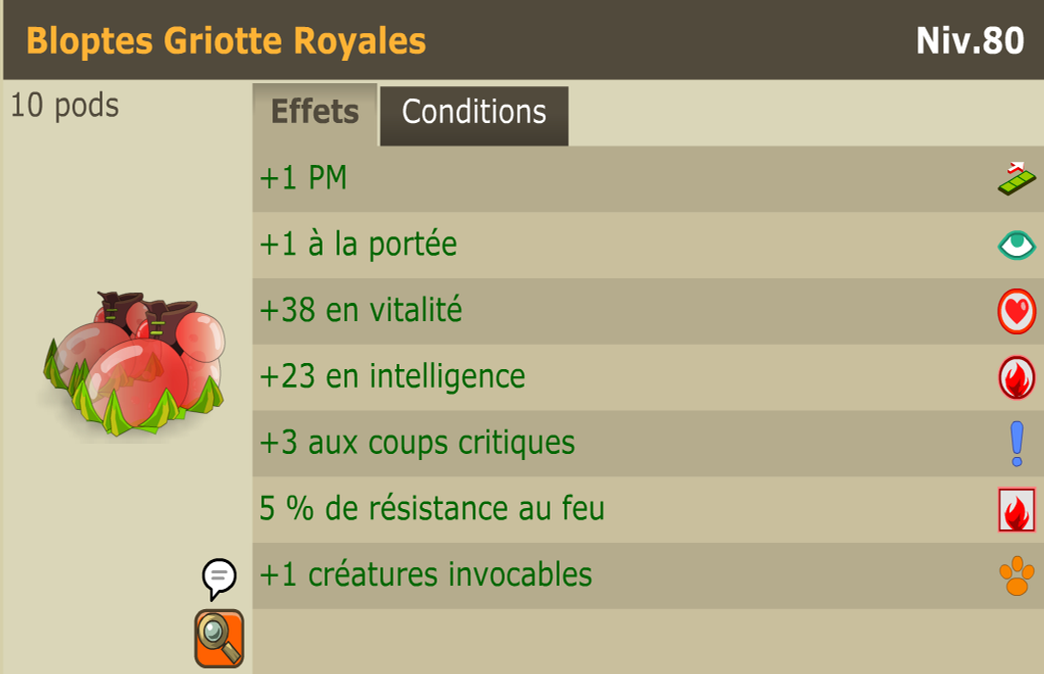 Bloptes Griotte Royales
Niv.80
10 pods
Effets
Conditions
+1 PM
+1 à la portée
+38 en vitalité
+23 en intelligence
+3 aux coups critiques
5 % de résistance au feu
+1 créatures invocables